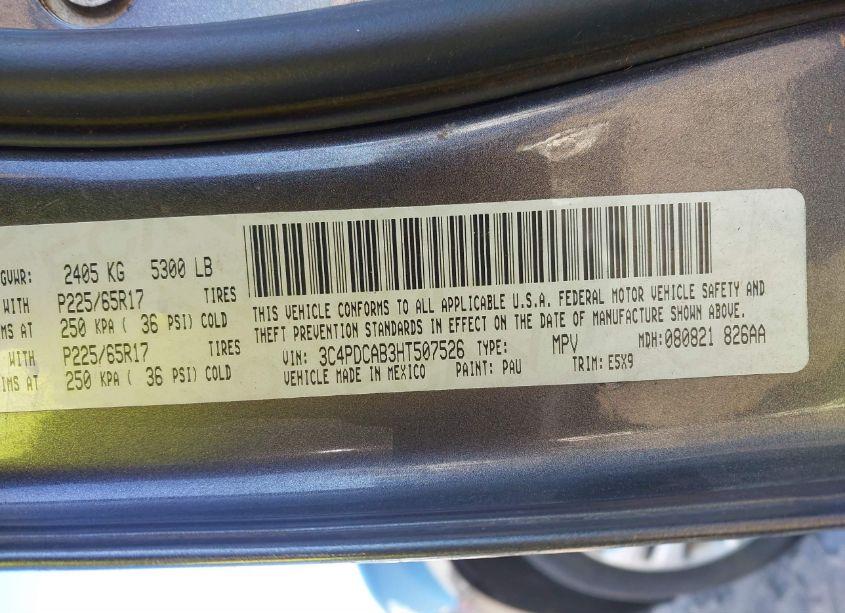 GVWR: 2405 KG 5300 LB
WITH P225/65R17 TIRES
IMS AT 250 KPA ( 36 PSI) COLD
WITH P225/65R17 TIRES
IMS AT 250 KPA ( 36 PSI) COLD
THIS VEHICLE CONFORMS TO ALL APPLICABLE U.S.A. FEDERAL MOTOR VEHICLE SAFETY AND
THEFT PREVENTION STANDARDS IN EFFECT ON THE DATE OF MANUFACTURE SHOWN ABOVE.
VIN: 3C4PDCAB3HT507526 TYPE: MPV MDH:080821 826AA
VEHICLE MADE IN MEXICO PAINT: PAU TRIM: E5X9